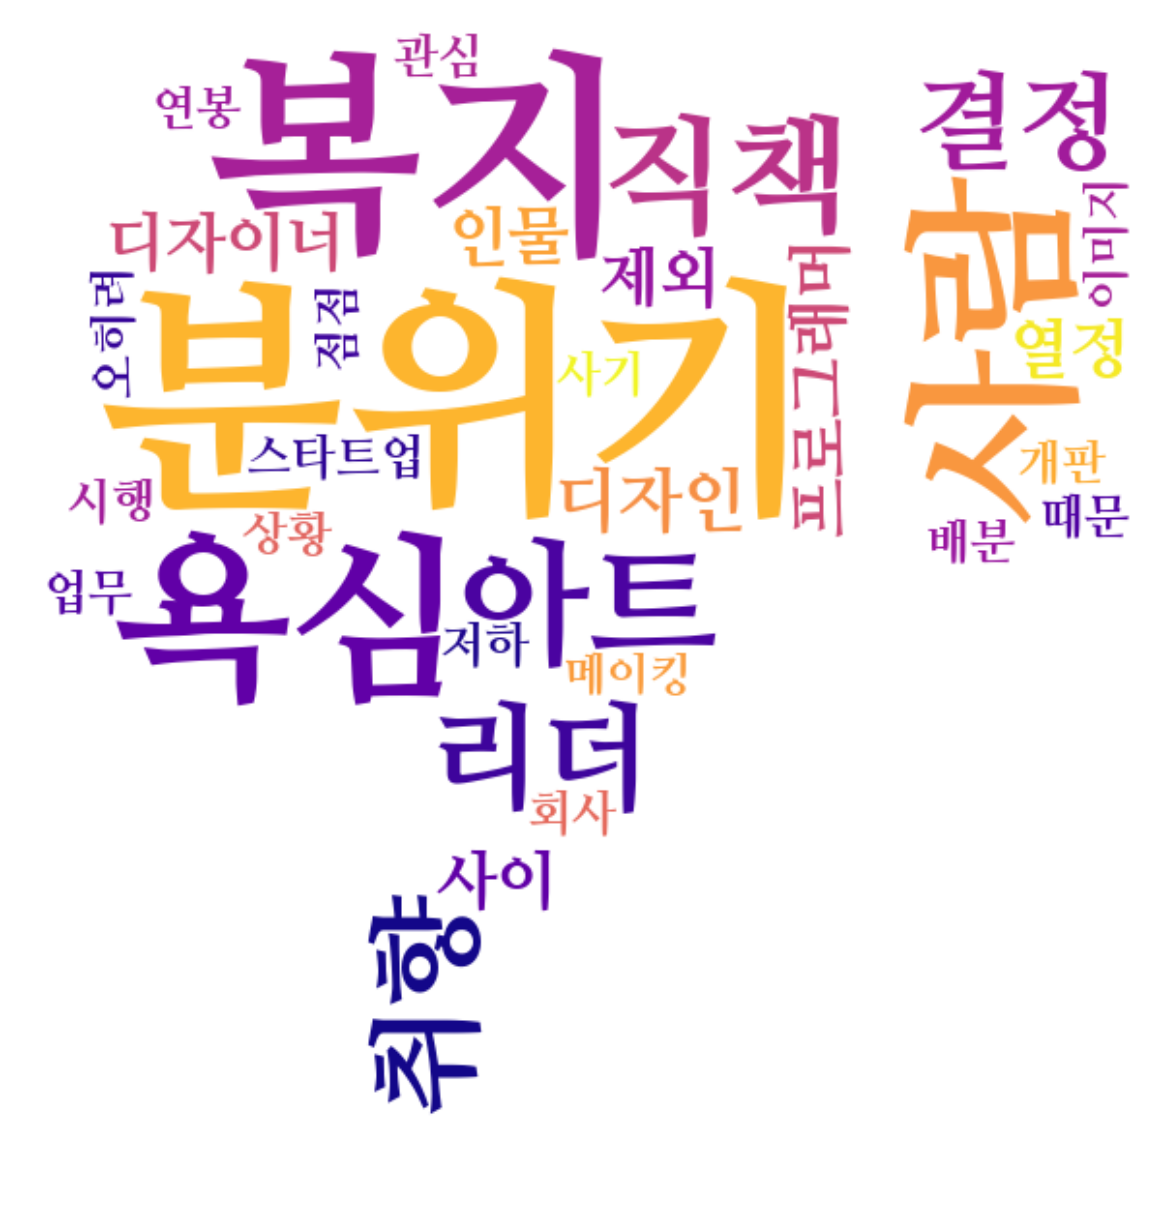 관심
연봉
복지
직책
결정
디자이너
인물
제외
사람
이미지
오히려
점점
분위기
사기
프로그래머
열정
스타트업
디자인
개판
시행
상황
때문
배분
업무
욕심
아트
저하
메이킹
리더
회사
사이
취향